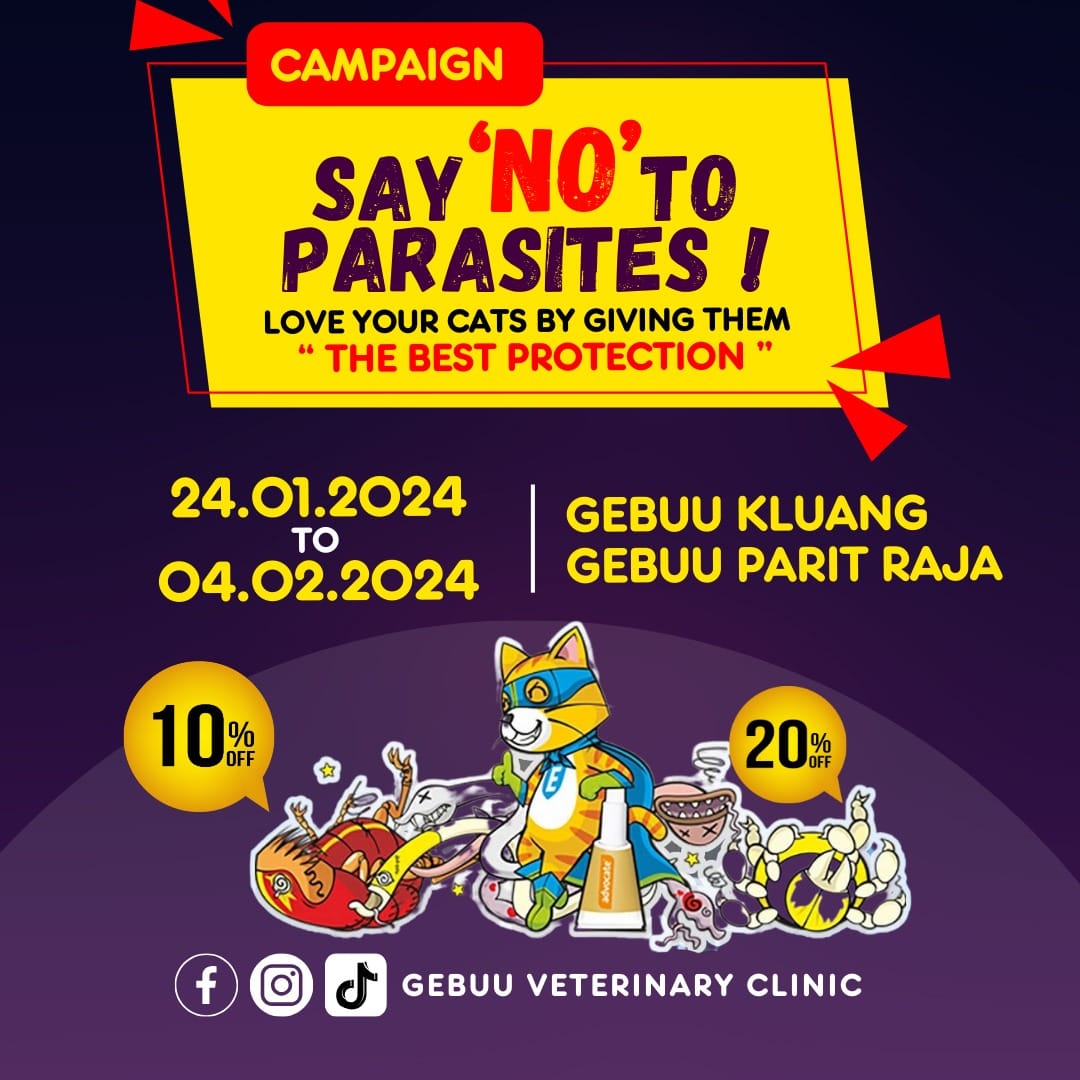 CAMPAIGN
SAY 'NO' TO
PARASITES !
LOVE YOUR CATS BY GIVING THEM
" THE BEST PROTECTION "
24.01.2024
TO
04.02.2024
GEBUU KLUANG
GEBUU PARIT RAJA
10% OFF
20% OFF
E
advocate
GEBUU VETERINARY CLINIC